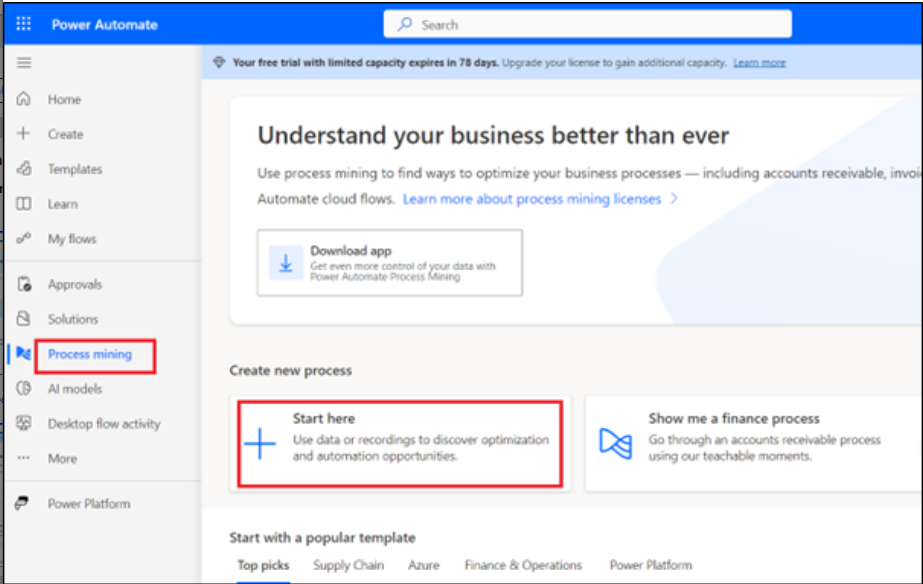 Power Automate
Search
Your free trial with limited capacity expires in 78 days. Upgrade your license to gain additional capacity. Learn more
Home
Create
Templates
Learn
My flows
Approvals
Solutions
Process mining
AI models
Desktop flow activity
More
Power Platform
Understand your business better than ever
Use process mining to find ways to optimize your business processes — including accounts receivable, invoi
Automate cloud flows. Learn more about process mining licenses
Download app
Get even more control of your data with
Power Automate Process Mining
Create new process
Start here
Use data or recordings to discover optimization
and automation opportunities.
Show me a finance process
Go through an accounts receivable process
using our teachable moments.
Start with a popular template
Top picks Supply Chain Azure Finance & Operations Power Platform